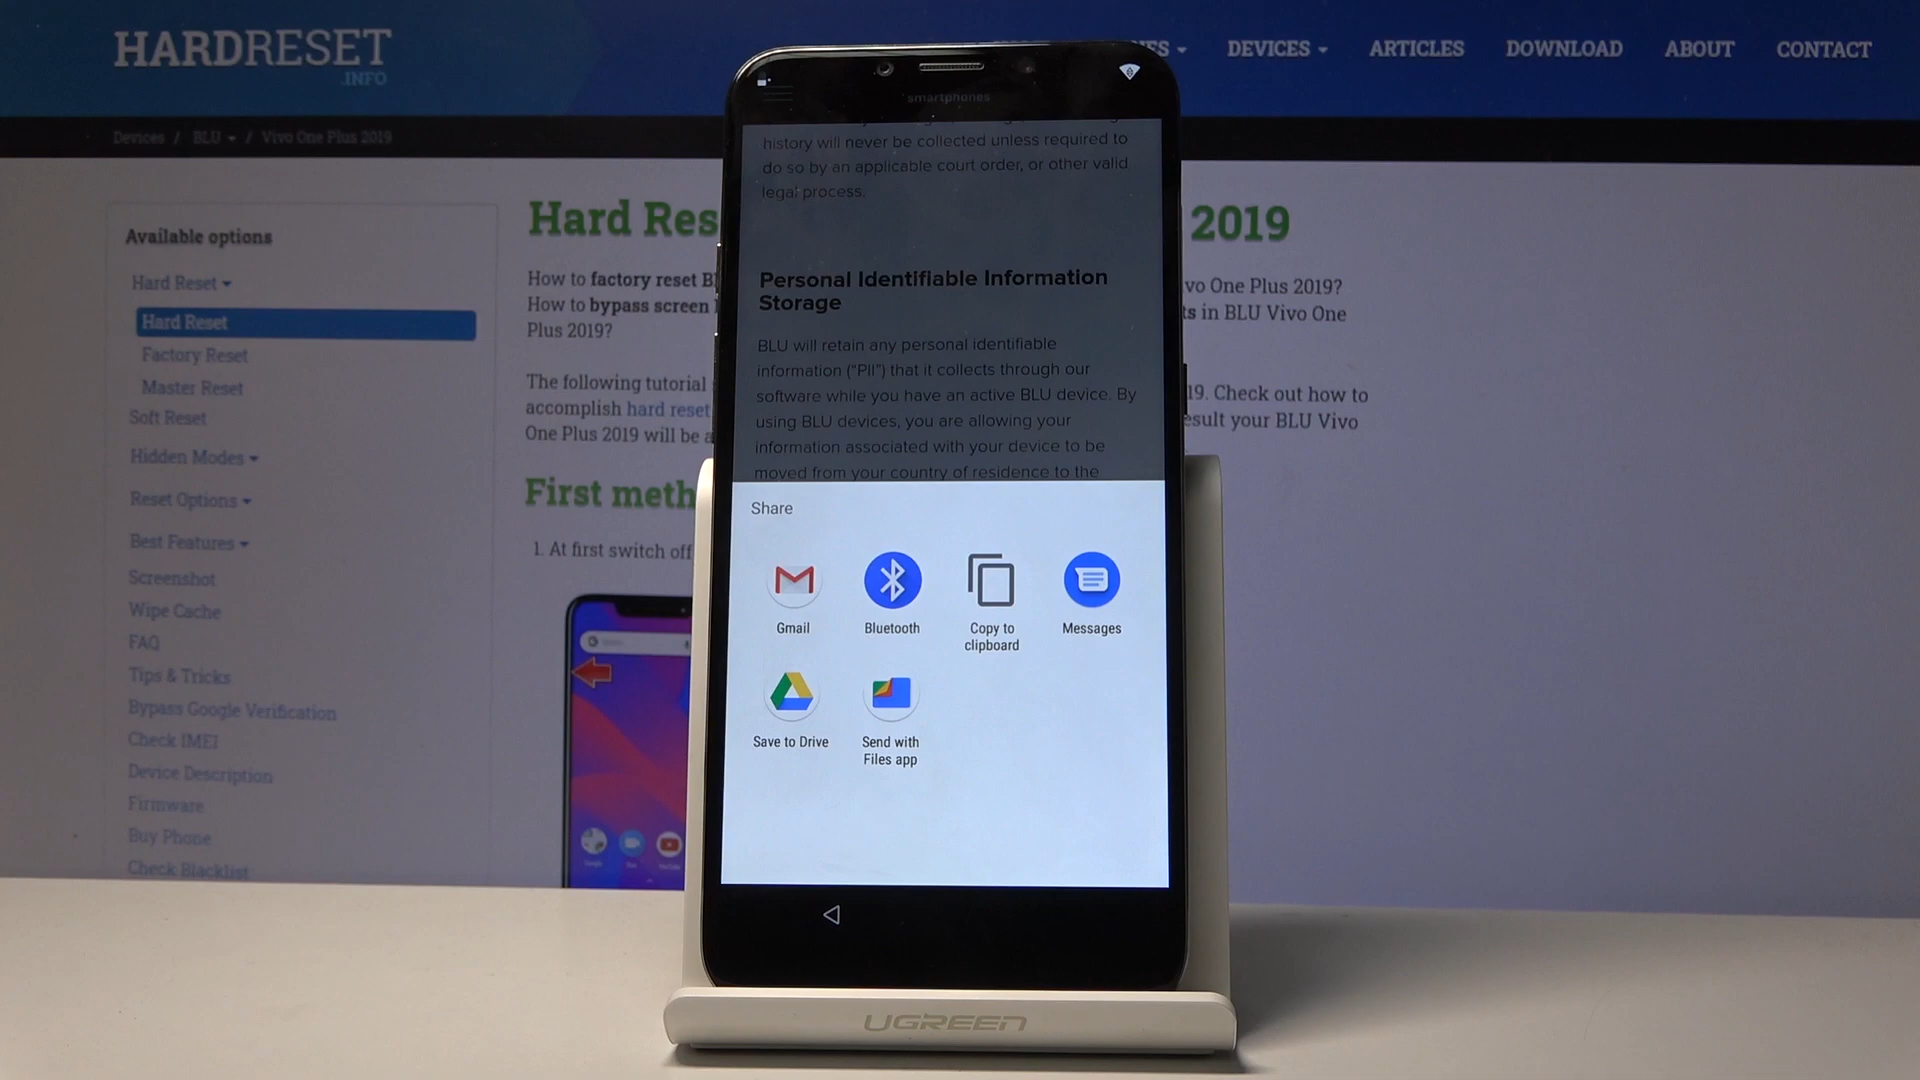 HARDRESET
.INFO
DEVICES
ARTICLES
DOWNLOAD
ABOUT
CONTACT
Devices / BLU / Vivo One Plus 2019
Available options
Hard Reset
Hard Reset
Factory Reset
Master Reset
Soft Reset
Hidden Modes
Reset Options
Best Features
Screenshot
Wipe Cache
FAQ
Tips & Tricks
Bypass Google Verification
Check IMEI
Device Description
Firmware
Buy Phone
Check Blacklist
Hard Res
2019
How to factory reset B
vo One Plus 2019?
How to bypass screen
ts in BLU Vivo One
Plus 2019?
The following tutorial
19. Check out how to
accomplish hard reset
esult your BLU Vivo
One Plus 2019 will be a
First meth
1. At first switch off
smartphones
history will never be collected unless required to
do so by an applicable court order, or other valid
legal process.
Personal Identifiable Information
Storage
BLU will retain any personal identifiable
information ("PII") that it collects through our
software while you have an active BLU device. By
using BLU devices, you are allowing your
information associated with your device to be
moved from your country of residence to the
Share
Gmail
Bluetooth
Copy to
clipboard
Messages
Save to Drive
Send with
Files app
UGREEN